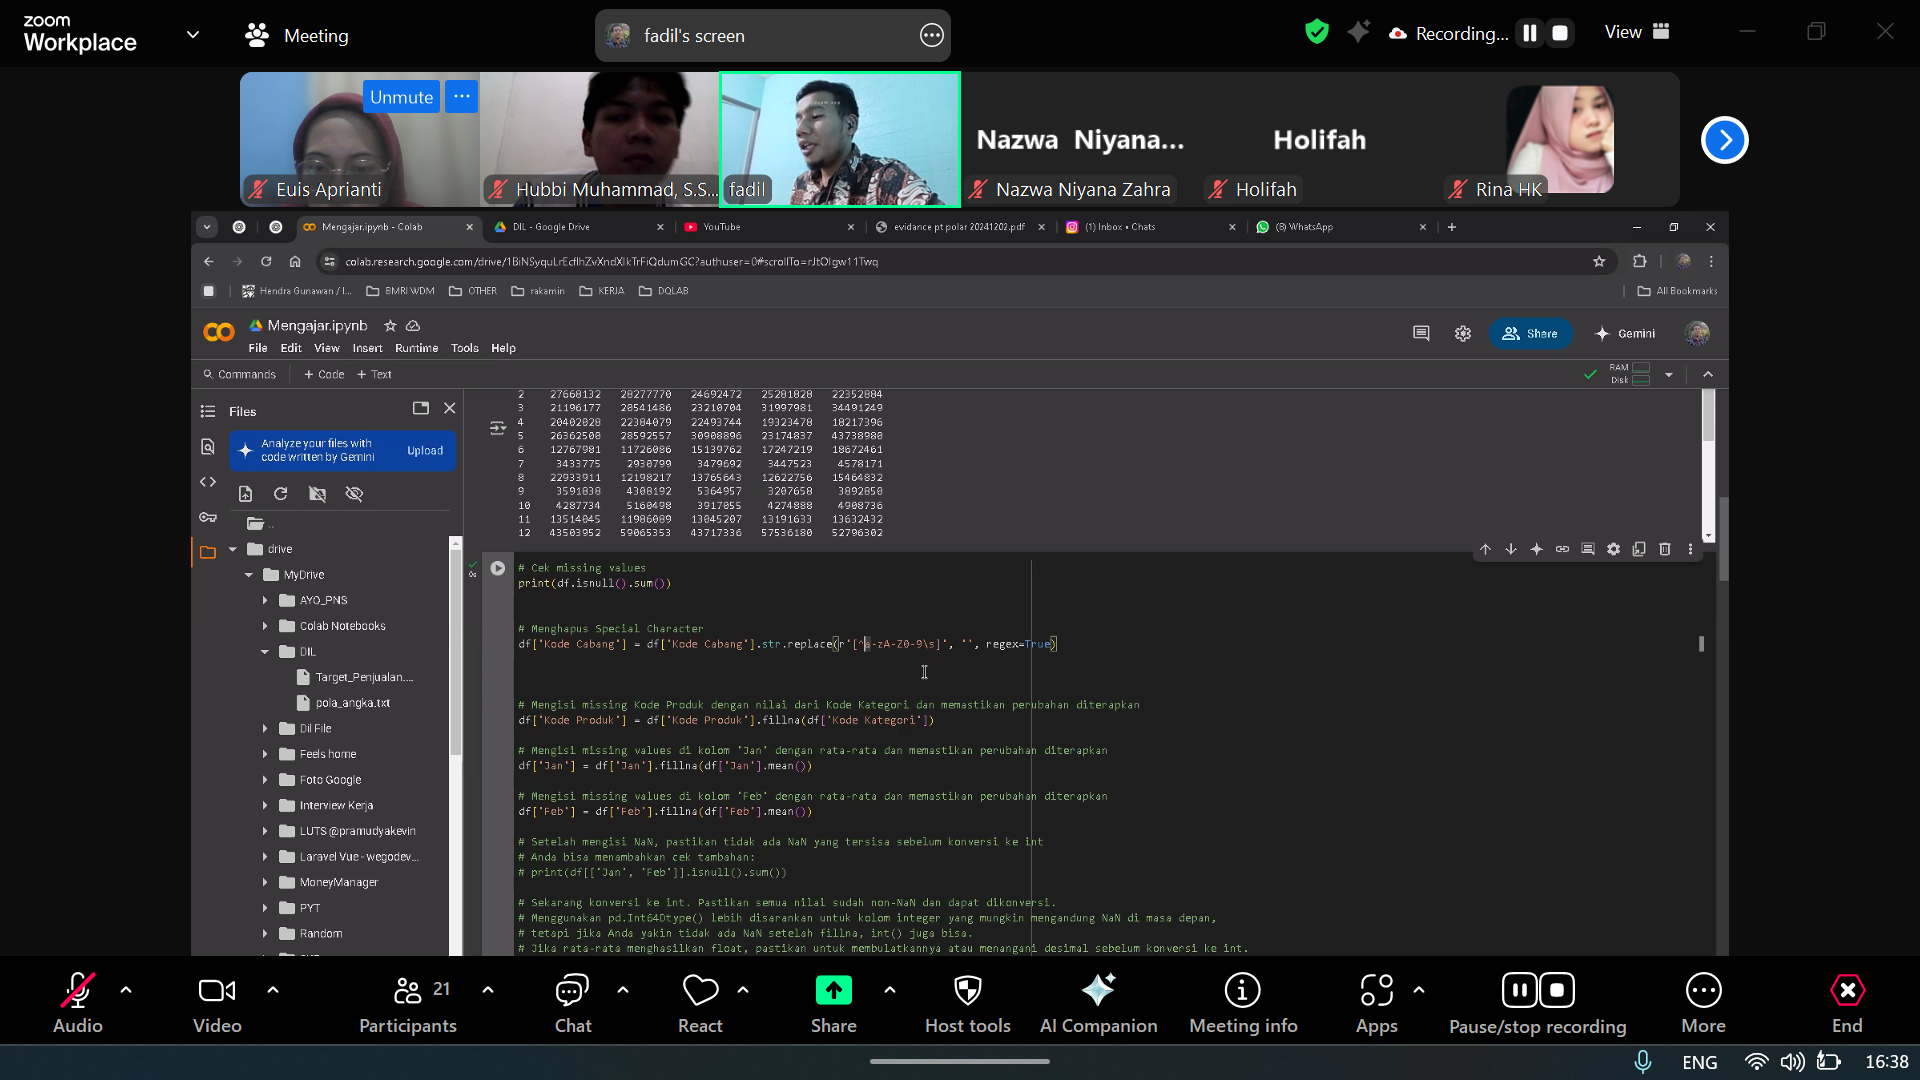 zoom
Workplace
Meeting
fadil's screen
Recording...
View
Unmute
Euis Aprianti
Hubbi Muhammad, S.S...
fadil
Nazwa Niyana...
Nazwa Niyana Zahra
Holifah
Holifah
Rina HK
Mengajar.ipynb - Colab
DIL - Google Drive
YouTube
evidance pt polar 20241202.pdf
(1) Inbox • Chats
(8) WhatsApp
colab.research.google.com/drive/1BiNSyquLrEcflhZvXndXlkTrFiQdumGC?authuser=0#scrollTo=rJtOlgw11Twq
Hendra Gunawan / I...
BMRI WDM
OTHER
rakamin
KERJA
DQLAB
All Bookmarks
Mengajar.ipynb
File Edit View Insert Runtime Tools Help
Share
Gemini
Commands
+ Code + Text
RAM
Disk
Files
Analyze your files with
code written by Gemini
Upload
..
drive
MyDrive
AYO_PNS
Colab Notebooks
DIL
Target_Penjualan....
pola_angka.txt
Dil File
Feels home
Foto Google
Interview Kerja
LUTS @pramudyakevin
Laravel Vue - wegodev...
MoneyManager
PYT
Random
2 27660132 28277770 24692472 25281828 22352884
3 21196177 20541486 23210704 31997981 34491249
4 20402028 22384079 22493744 19323478 18217396
5 26362500 28592557 30908896 23174837 43738980
6 12767981 11726086 15139762 17247219 18672461
7 3433775 2930799 3479692 3447523 4578171
8 22933911 12198217 13765643 12622756 15464832
9 3591838 4308192 5364957 3207658 3892850
10 4287734 5160498 3917055 4274888 4908736
11 13514045 11986089 13045207 13191633 13632432
12 43503952 59065353 43717336 57536180 52796302
0s
# Cek missing values
print(df.isnull().sum())
# Menghapus Special Character
df['Kode Cabang'] = df['Kode Cabang'].str.replace(r'[^a-zA-Z0-9\s]', '', regex=True)
# Mengisi missing Kode Produk dengan nilai dari Kode Kategori dan memastikan perubahan diterapkan
df['Kode Produk'] = df['Kode Produk'].fillna(df['Kode Kategori'])
# Mengisi missing values di kolom 'Jan' dengan rata-rata dan memastikan perubahan diterapkan
df['Jan'] = df['Jan'].fillna(df['Jan'].mean())
# Mengisi missing values di kolom 'Feb' dengan rata-rata dan memastikan perubahan diterapkan
df['Feb'] = df['Feb'].fillna(df['Feb'].mean())
# Setelah mengisi NaN, pastikan tidak ada NaN yang tersisa sebelum konversi ke int
# Anda bisa menambahkan cek tambahan:
# print(df[['Jan', 'Feb']].isnull().sum())
# Sekarang konversi ke int. Pastikan semua nilai sudah non-NaN dan dapat dikonversi.
# Menggunakan pd.Int64Dtype() lebih disarankan untuk kolom integer yang mungkin mengandung NaN di masa depan,
# tetapi jika Anda yakin tidak ada NaN setelah fillna, int() juga bisa.
# Jika rata-rata menghasilkan float, pastikan untuk membulatkannya atau menangani desimal sebelum konversi ke int.
Audio
Video
21
Participants
Chat
React
Share
Host tools
AI Companion
Meeting info
Apps
Pause/stop recording
More
End
ENG
16:38